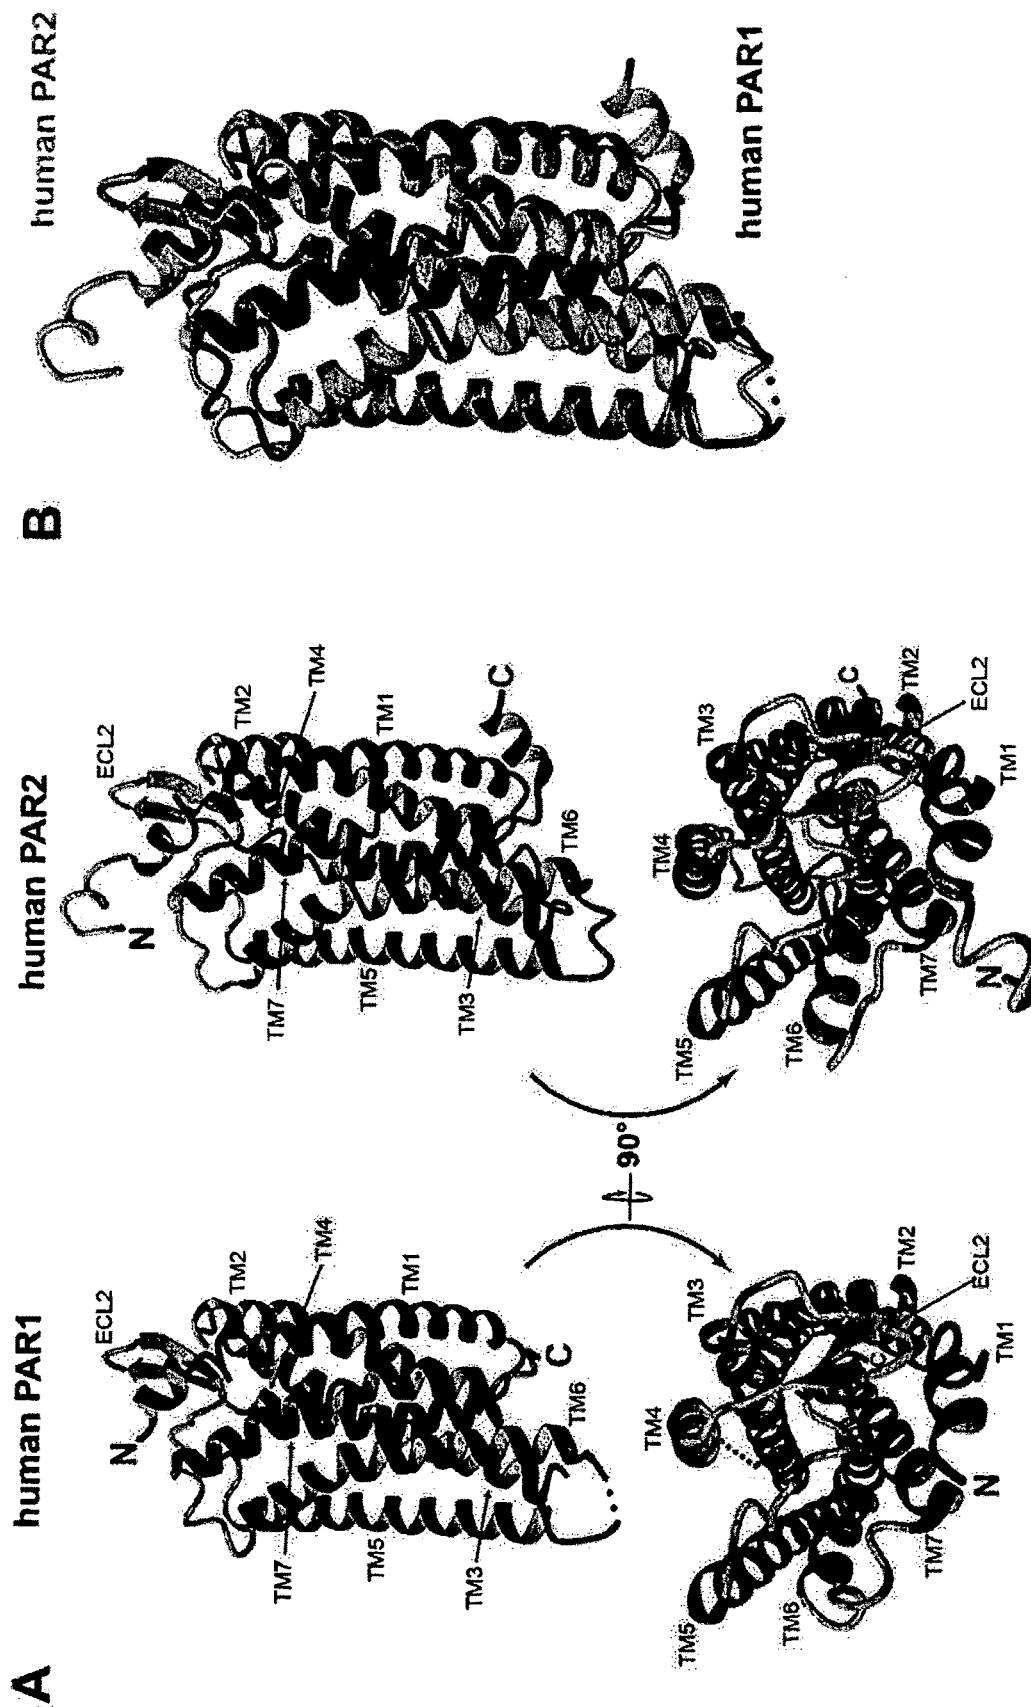 A
human PAR1
human PAR2
N
ECL2
TM2
TM4
TM1
TM7
TM5
TM3
TM6
C
N
ECL2
TM2
TM4
TM1
TM7
TM5
TM3
TM6
C
90°
TM5
TM4
TM3
TM2
ECL2
TM1
TM6
TM7
N
C
TM5
TM4
TM3
C
TM2
ECL2
TM1
TM6
TM7
N
B
human PAR2
human PAR1